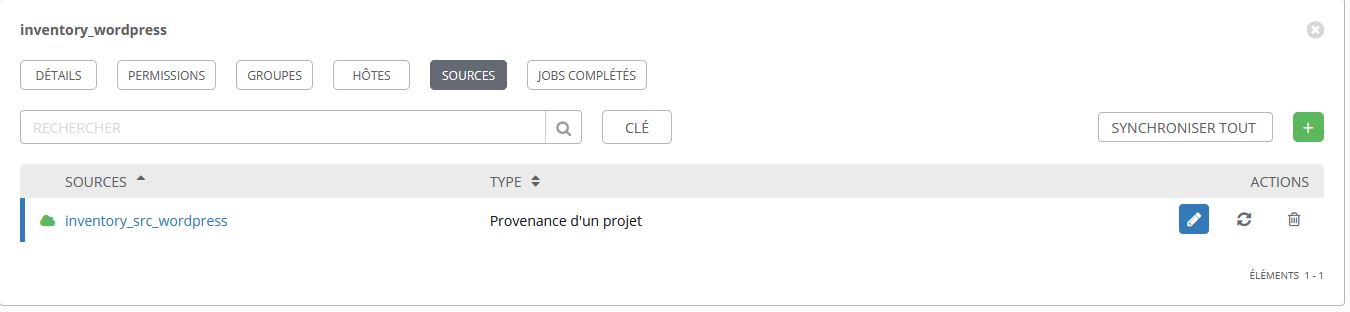 inventory_wordpress
DÉTAILS PERMISSIONS GROUPES HÔTES SOURCES JOBS COMPLÉTÉS
RECHERCHER CLÉ SYNCHRONISER TOUT +
SOURCES TYPE ACTIONS
inventory_src_wordpress Provenance d'un projet
ÉLÉMENTS 1 - 1